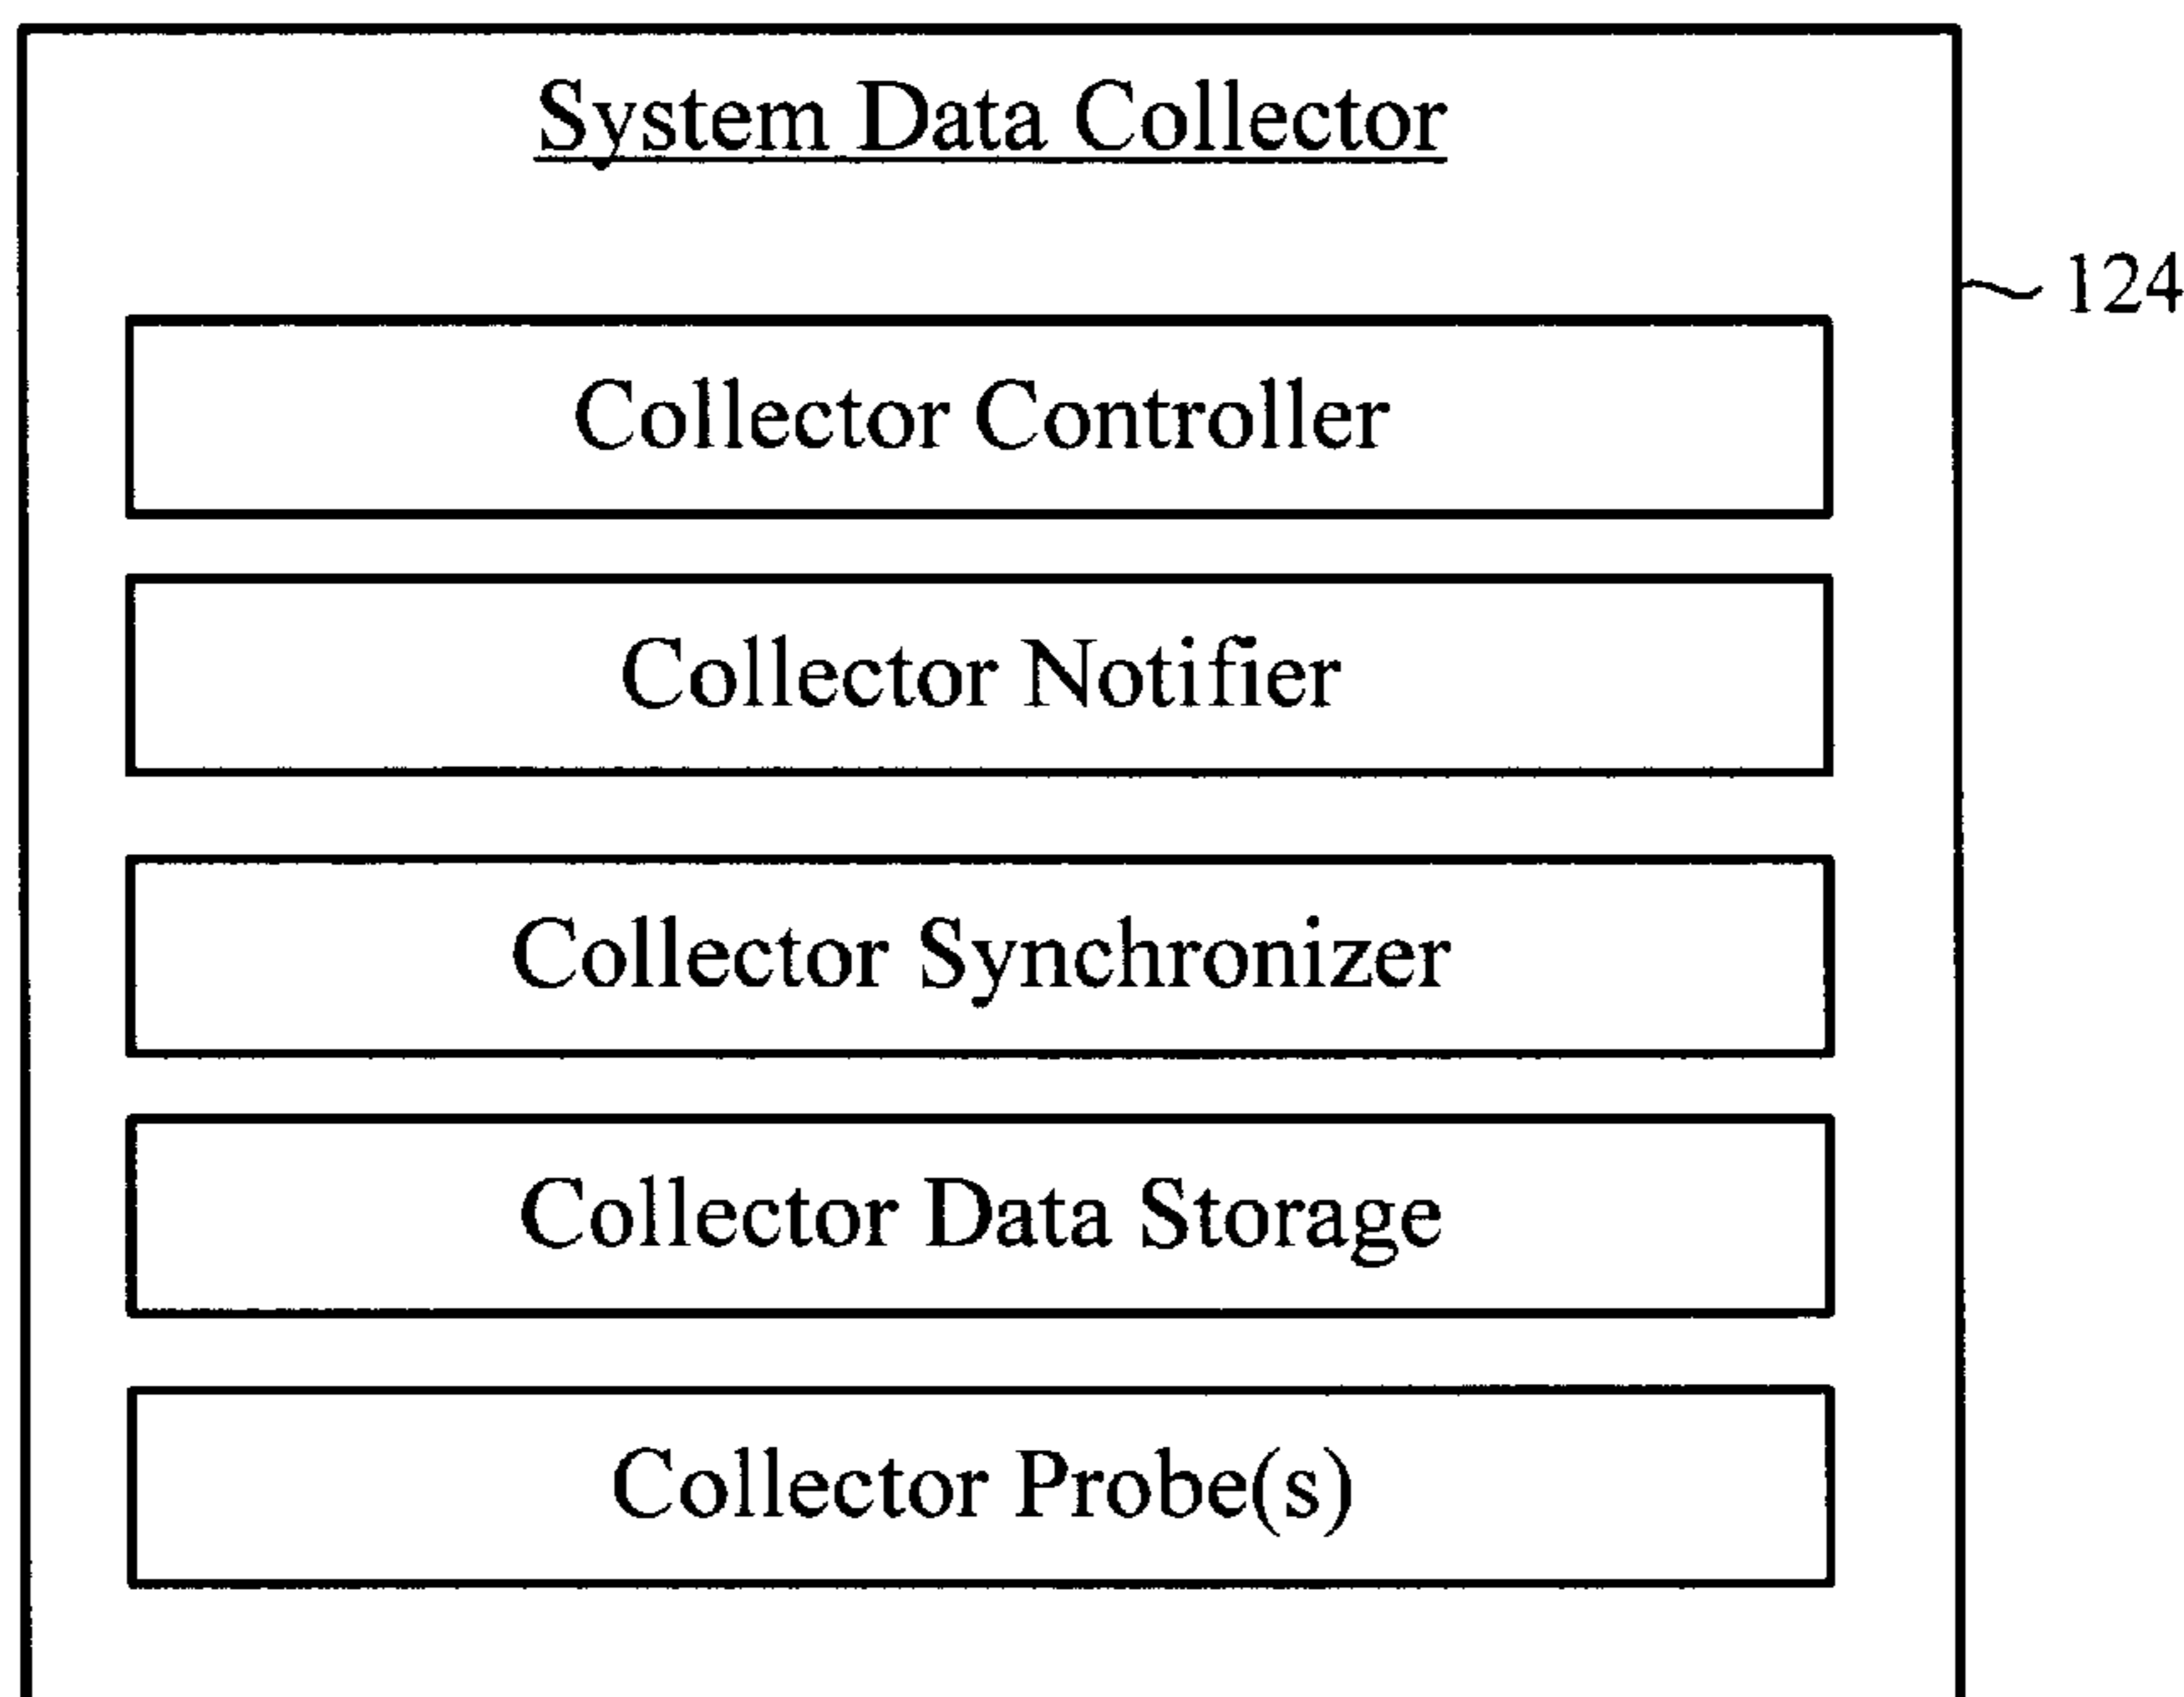 System Data Collector
124
Collector Controller
Collector Notifier
Collector Synchronizer
Collector Data Storage
Collector Probe(s)